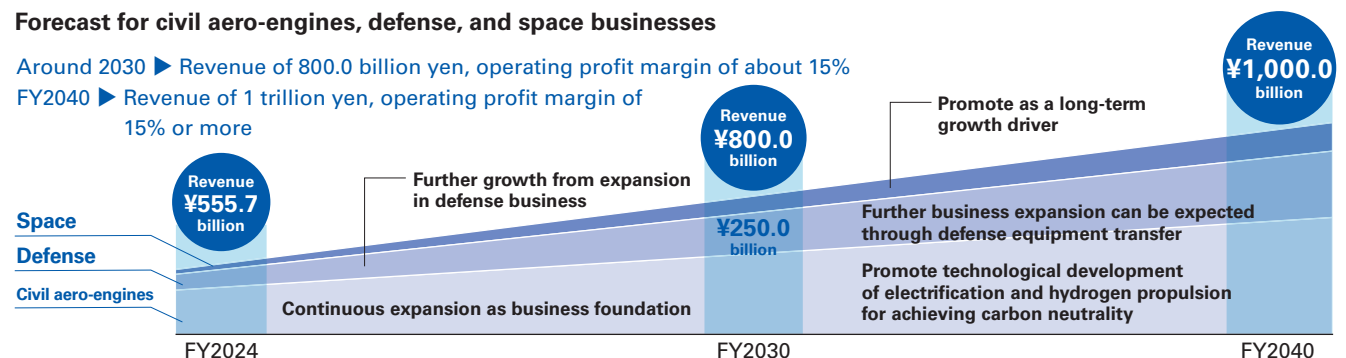 Forecast for civil aero-engines, defense, and space businesses
Around 2030 ▶ Revenue of 800.0 billion yen, operating profit margin of about 15%
FY2040 ▶ Revenue of 1 trillion yen, operating profit margin of
15% or more
Revenue
¥555.7
billion
Revenue
¥800.0
billion
Revenue
¥1,000.0
billion
Space
Defense
Civil aero-engines
Further growth from expansion
in defense business
Promote as a long-term
growth driver
¥250.0
billion
Further business expansion can be expected
through defense equipment transfer
Continuous expansion as business foundation
Promote technological development
of electrification and hydrogen propulsion
for achieving carbon neutrality
FY2024
FY2030
FY2040